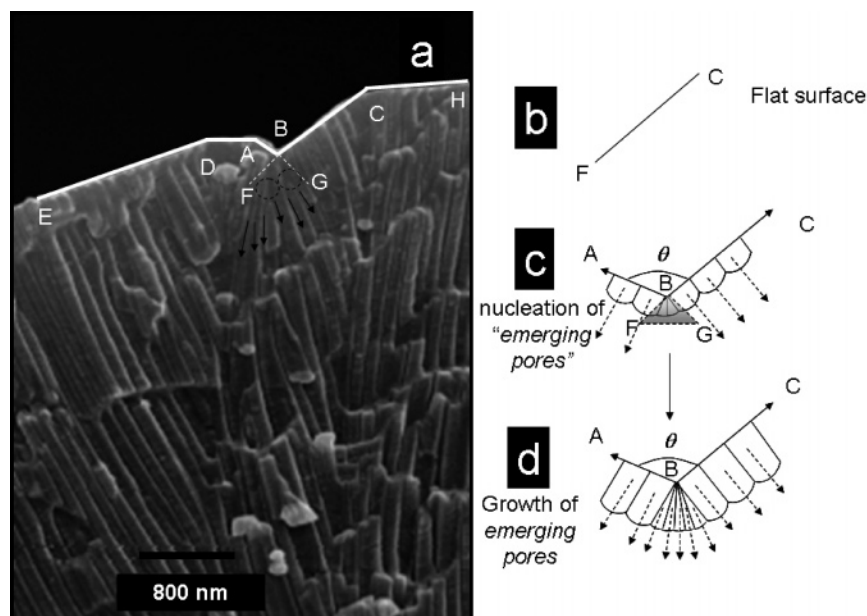 a
E
D
A
B
C
H
F
G
800 nm
b
C
F
Flat surface
c
A
θ
B
C
F
G
nucleation of
“emerging
pores”
d
A
θ
B
C
Growth of
emerging
pores